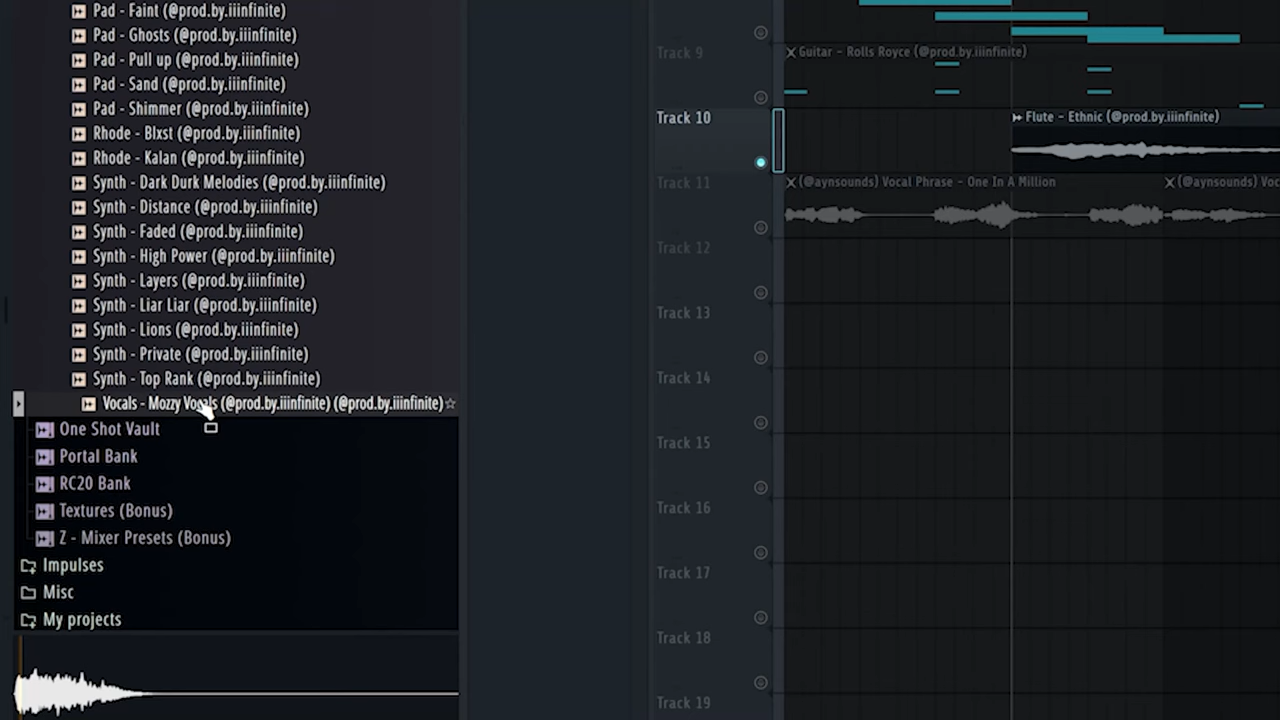 Pad - Faint (@prod.by.iiinfinite)
Pad - Ghosts (@prod.by.iiinfinite)
Pad - Pull up (@prod.by.iiinfinite)
Pad - Sand (@prod.by.iiinfinite)
Pad - Shimmer (@prod.by.iiinfinite)
Rhode - Blxst (@prod.by.iiinfinite)
Rhode - Kalan (@prod.by.iiinfinite)
Synth - Dark Durk Melodies (@prod.by.iiinfinite)
Synth - Distance (@prod.by.iiinfinite)
Synth - Faded (@prod.by.iiinfinite)
Synth - High Power (@prod.by.iiinfinite)
Synth - Layers (@prod.by.iiinfinite)
Synth - Liar Liar (@prod.by.iiinfinite)
Synth - Lions (@prod.by.iiinfinite)
Synth - Private (@prod.by.iiinfinite)
Synth - Top Rank (@prod.by.iiinfinite)
Vocals - Mozzy Vocals (@prod.by.iiinfinite) (@prod.by.iiinfinite)
One Shot Vault
Portal Bank
RC20 Bank
Textures (Bonus)
Z - Mixer Presets (Bonus)
Impulses
Misc
My projects
Track 9
Guitar - Rolls Royce (@prod.by.iiinfinite)
Track 10
Flute - Ethnic (@prod.by.iiinfinite)
Track 11
(@aynsounds) Vocal Phrase - One In A Million
(@aynsounds) Voc
Track 12
Track 13
Track 14
Track 15
Track 16
Track 17
Track 18
Track 19